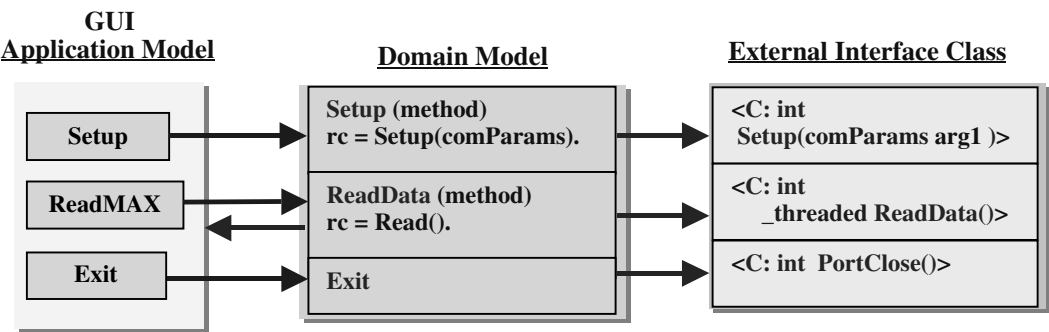 GUI
Application Model
Setup
ReadMAX
Exit
Domain Model
Setup (method)
rc = Setup(comParams).
ReadData (method)
rc = Read().
Exit
External Interface Class
<C: int
Setup(comParams arg1 )>
<C: int
_threaded ReadData()>
<C: int PortClose()>